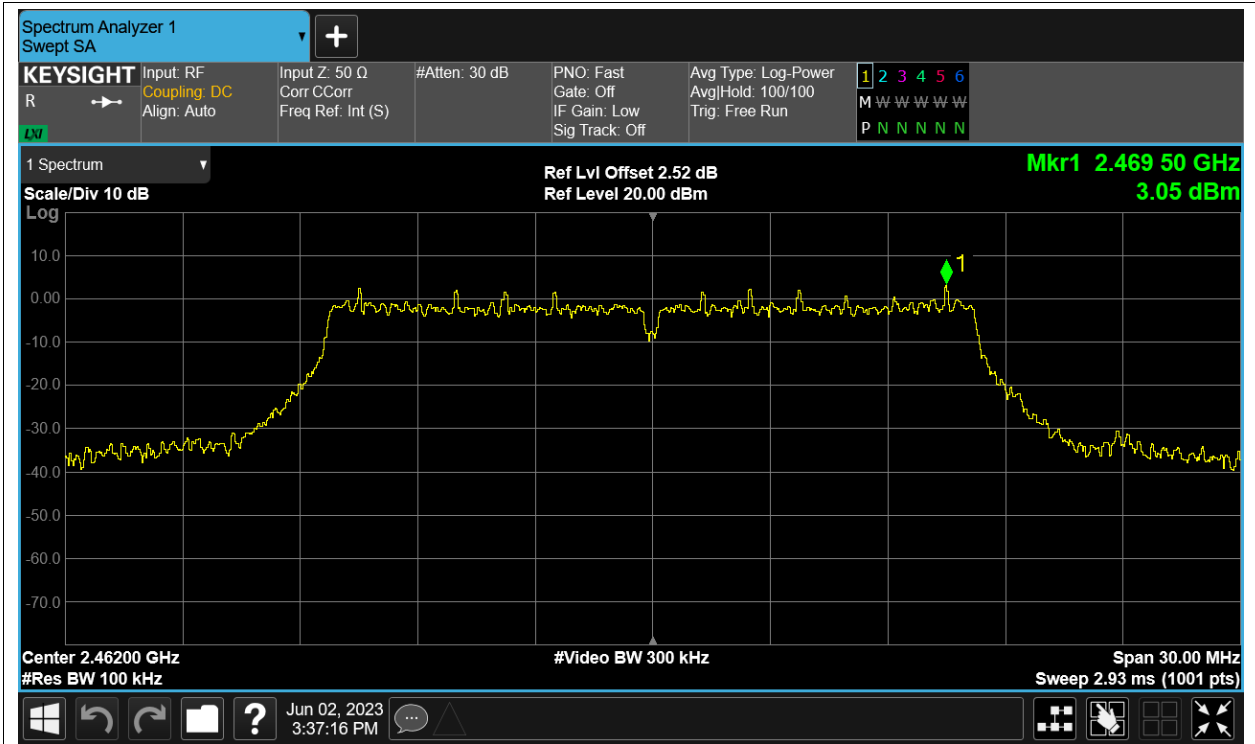 Spectrum Analyzer 1
Swept SA
KEYSIGHT
R
LXI
Input: RF
Coupling: DC
Align: Auto
Input Z: 50 Ω
Corr CCorr
Freq Ref: Int (S)
#Atten: 30 dB
PNO: Fast
Gate: Off
IF Gain: Low
Sig Track: Off
Avg Type: Log-Power
Avg|Hold: 100/100
Trig: Free Run
1 2 3 4 5 6
M W W W W W
P N N N N N
1 Spectrum
Scale/Div 10 dB
Ref Lvl Offset 2.52 dB
Ref Level 20.00 dBm
Mkr1 2.469 50 GHz
3.05 dBm
Log
10.0
0.00
-10.0
-20.0
-30.0
-40.0
-50.0
-60.0
-70.0
1
Center 2.46200 GHz
#Res BW 100 kHz
#Video BW 300 kHz
Span 30.00 MHz
Sweep 2.93 ms (1001 pts)
?
Jun 02, 2023
3:37:16 PM